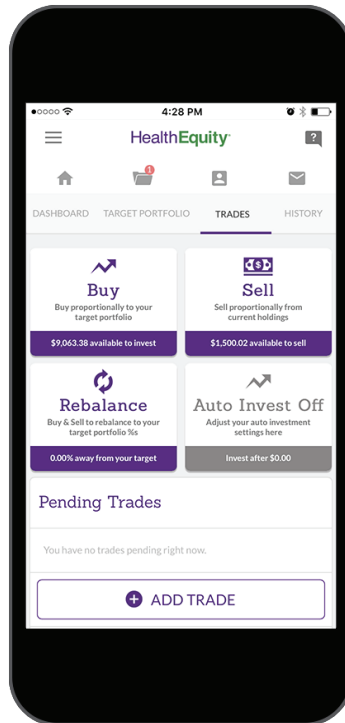 4:28 PM
HealthEquity
?
1
DASHBOARD TARGET PORTFOLIO TRADES HISTORY
Buy
Buy proportionally to your
target portfolio
$9,063.38 available to invest
Sell
Sell proportionally from
current holdings
$1,500.02 available to sell
Rebalance
Buy & Sell to rebalance to your
target portfolio %s
0.00% away from your target
Auto Invest Off
Adjust your auto investment
settings here
Invest after $0.00
Pending Trades
You have no trades pending right now.
ADD TRADE